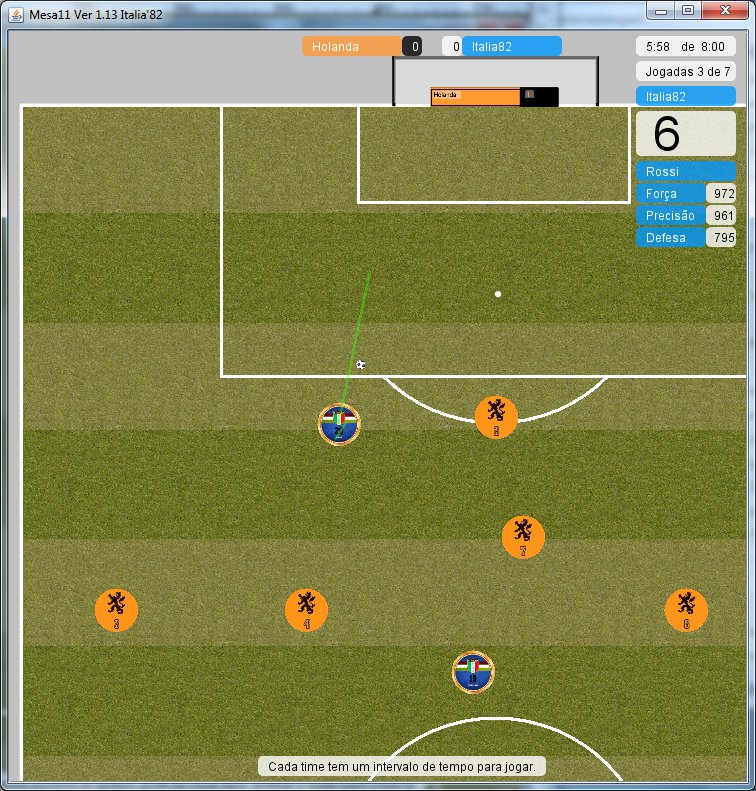 Mesa11 Ver 1.13 Italia'82
Holanda 0 0 Italia82
5:58 de 8:00
Jogadas 3 de 7
Holanda 1
Italia82
6
Rossi
Força 972
Precisão 961
Defesa 795
20
2
7
3
4
6
Cada time tem um intervalo de tempo para jogar.